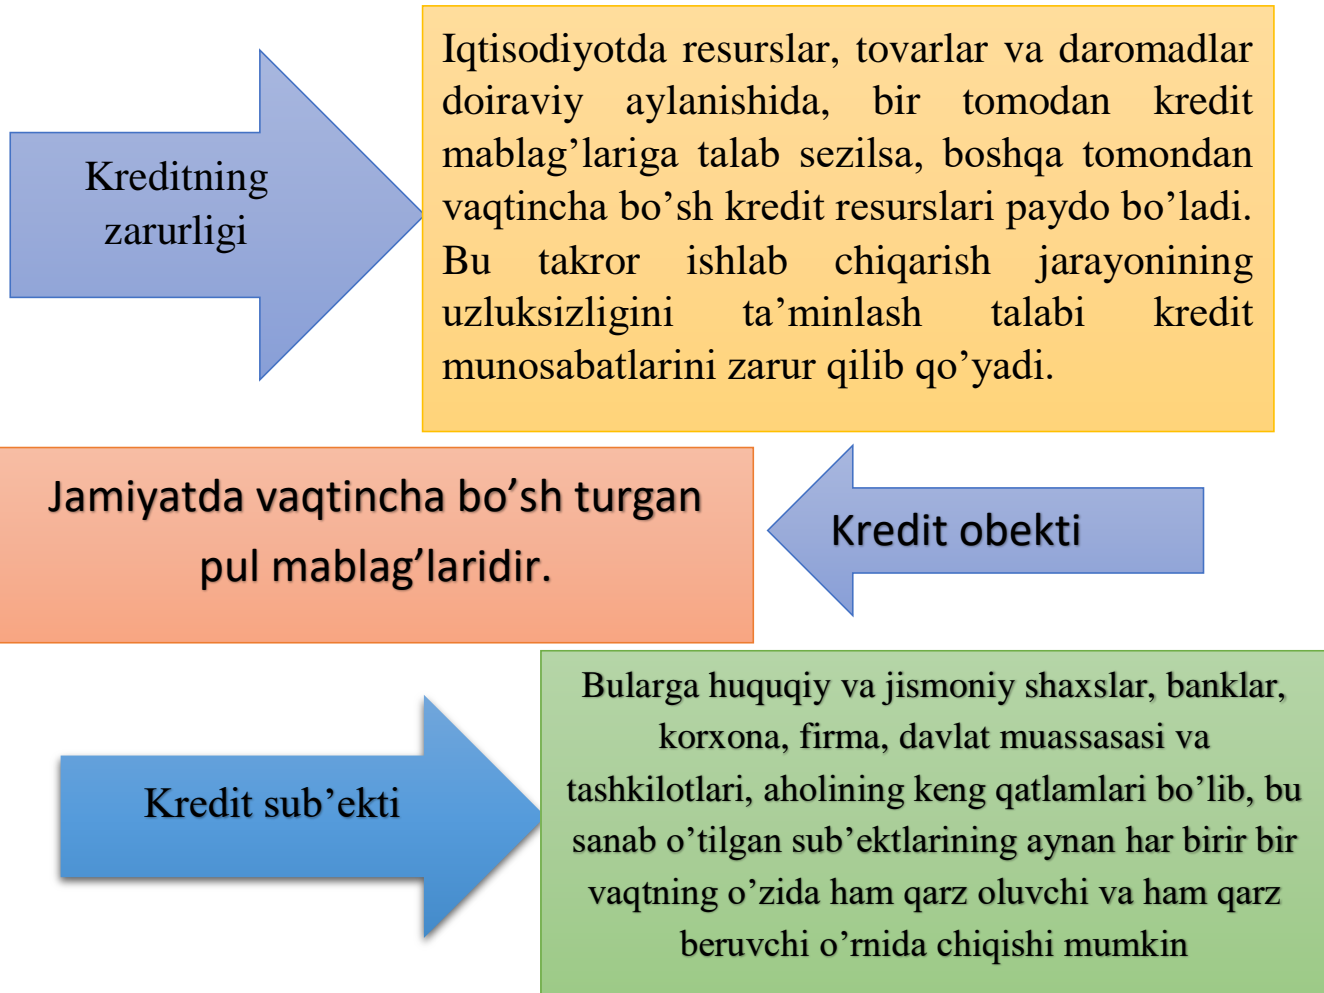 Kreditning
zarurligi
Iqtisodiyotda resurslar, tovarlar va daromadlar
doiraviy aylanishida, bir tomodan kredit
mablag’lariga talab sezilsa, boshqa tomondan
vaqtincha bo’sh kredit resurslari paydo bo’ladi.
Bu takror ishlab chiqarish jarayonining
uzluksizligini ta’minlash talabi kredit
munosabatlarini zarur qilib qo’yadi.
Jamiyatda vaqtincha bo’sh turgan
pul mablag’laridir.
Kredit obekti
Kredit sub’ekti
Bularga huquqiy va jismoniy shaxslar, banklar,
korxona, firma, davlat muassasasi va
tashkilotlari, aholining keng qatlamlari bo’lib, bu
sanab o’tilgan sub’ektlarining aynan har birir bir
vaqtning o’zida ham qarz oluvchi va ham qarz
beruvchi o’rnida chiqishi mumkin